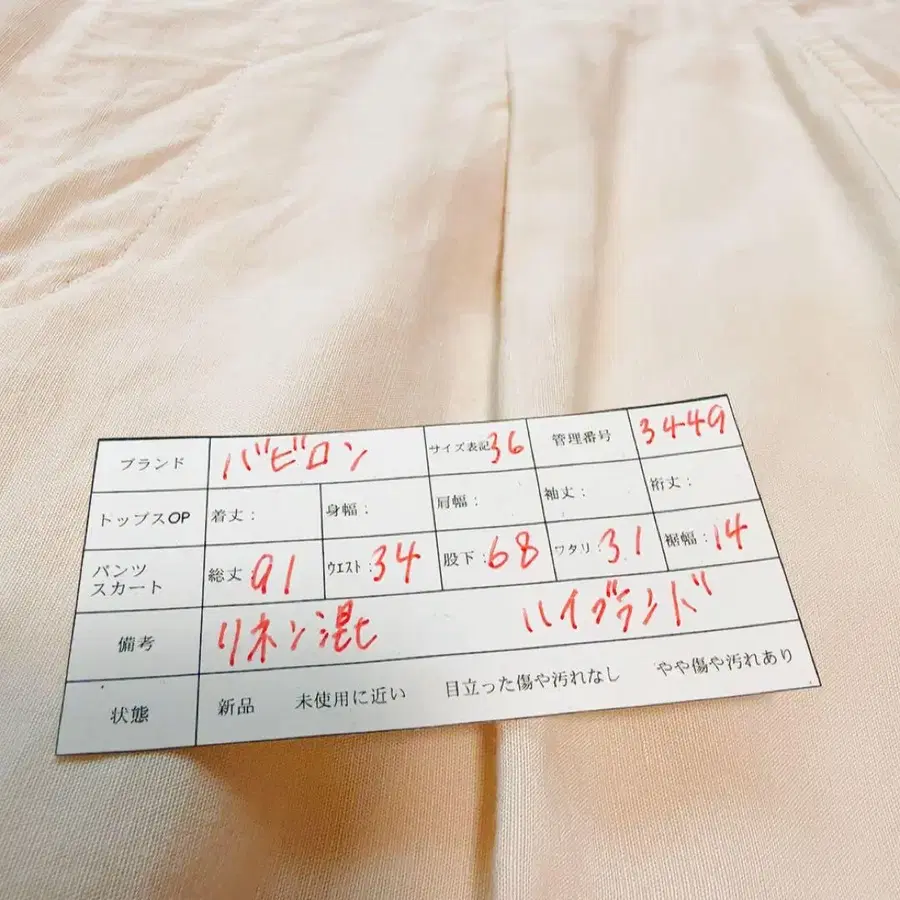 ブランド バビロン サイズ表記 36 管理番号 3449
トップスOP 着丈： 身幅： 肩幅： 袖丈： 裄丈：
パンツ スカート 総丈：91 ウエスト：34 股下：68 ワタリ：31 裾幅：14
備考 リネン混 ハイブランド
状態 新品 未使用に近い 目立った傷や汚れなし やや傷や汚れあり